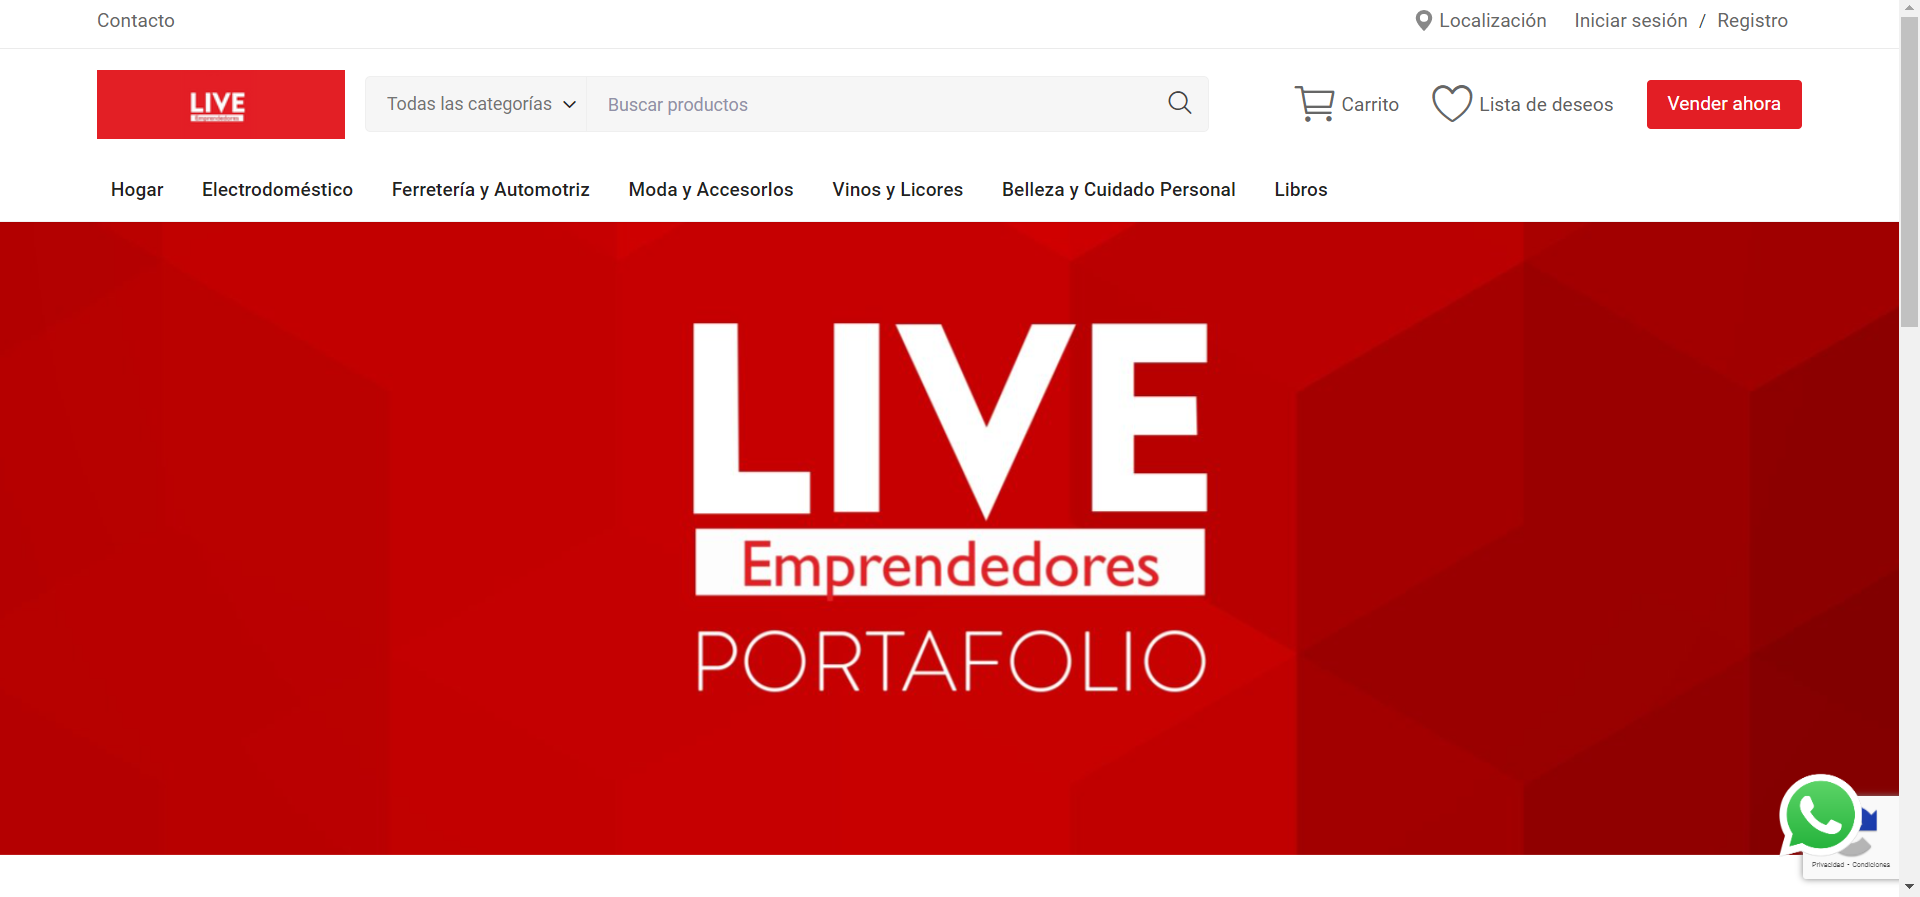 Contacto
Localización
Iniciar sesión / Registro
LIVE
Emprendedores
Todas las categorías
Buscar productos
Carrito
Lista de deseos
Vender ahora
Hogar
Electrodoméstico
Ferretería y Automotriz
Moda y Accesorlos
Vinos y Licores
Belleza y Cuidado Personal
Libros
LIVE
Emprendedores
PORTAFOLIO
Privacidad - Condiciones